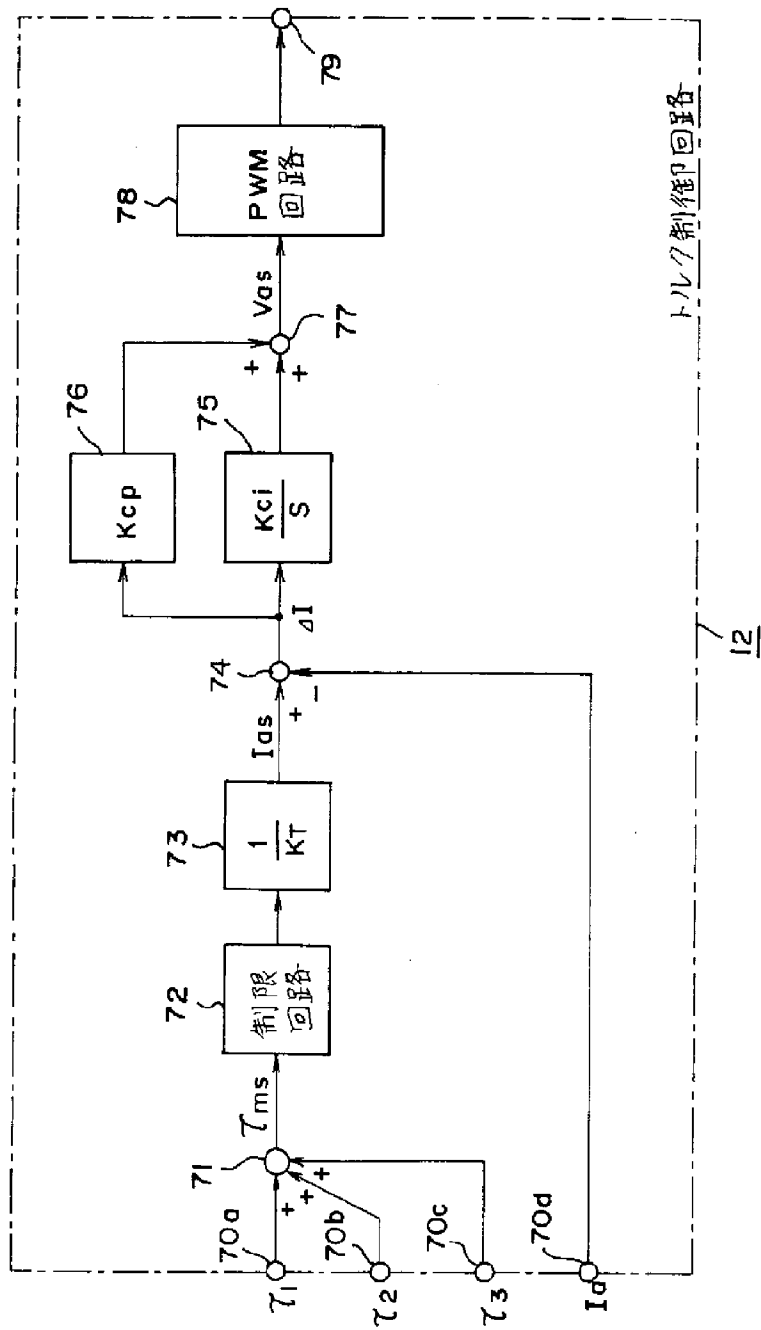 τ1
70a
τ2
70b
τ3
70c
Ia
70d
71
+
+
+
τms
72
制限
回路
73
1
KT
Ias
74
+
-
ΔI
76
Kcp
75
Kci
S
77
+
+
Vas
78
PWM
回路
79
トルク制御回路
12